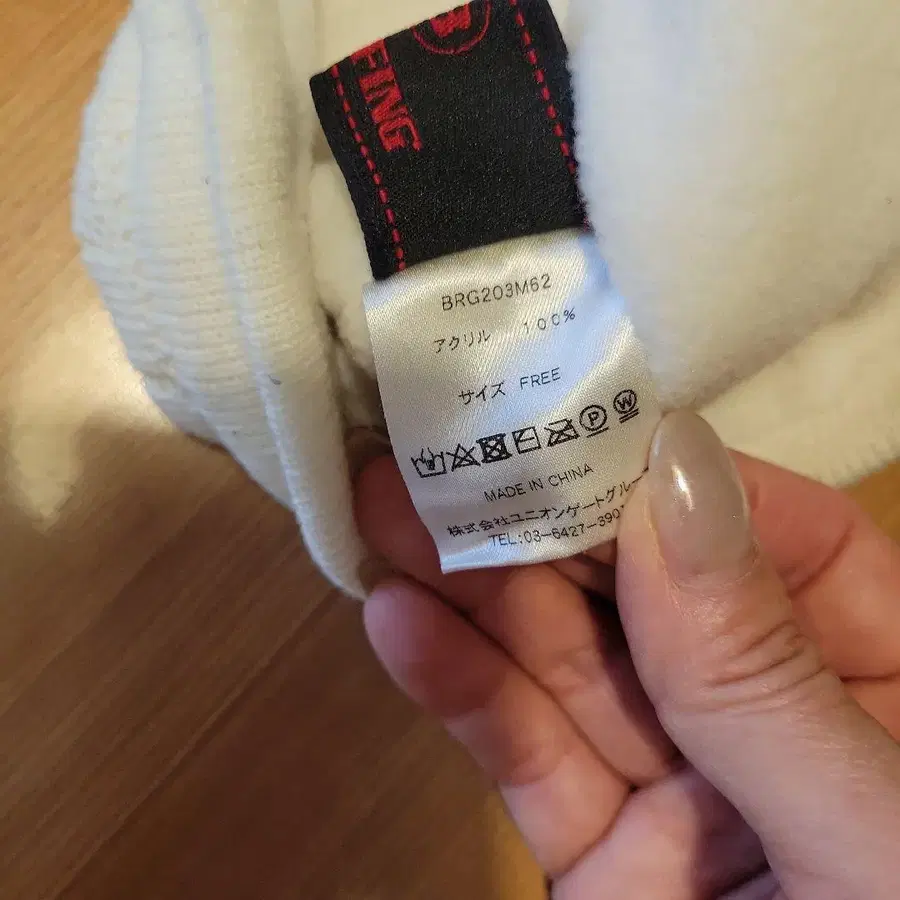 B
FING
BRG203M62
アクリル 100%
サイズ FREE
P W
MADE IN CHINA
株式会社ユニオンゲートグルー
TEL:03-6427-390